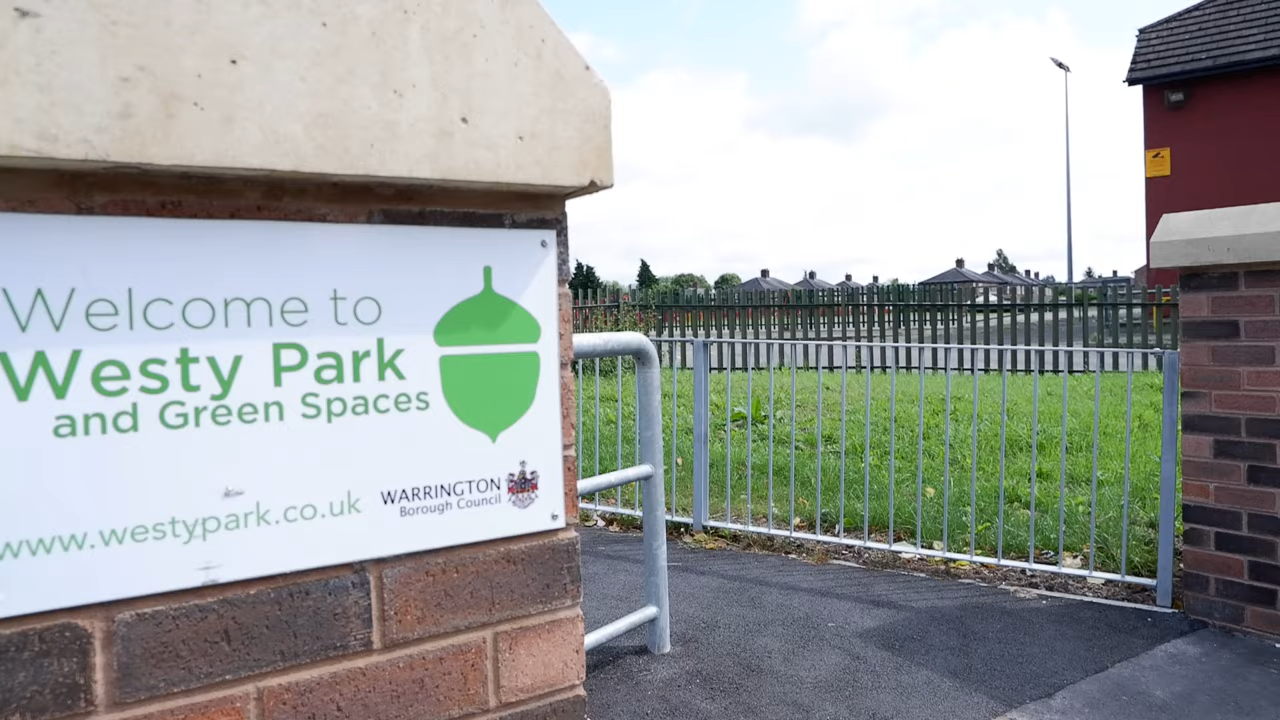 Welcome to
Westy Park
and Green Spaces
www.westypark.co.uk
WARRINGTON
Borough Council